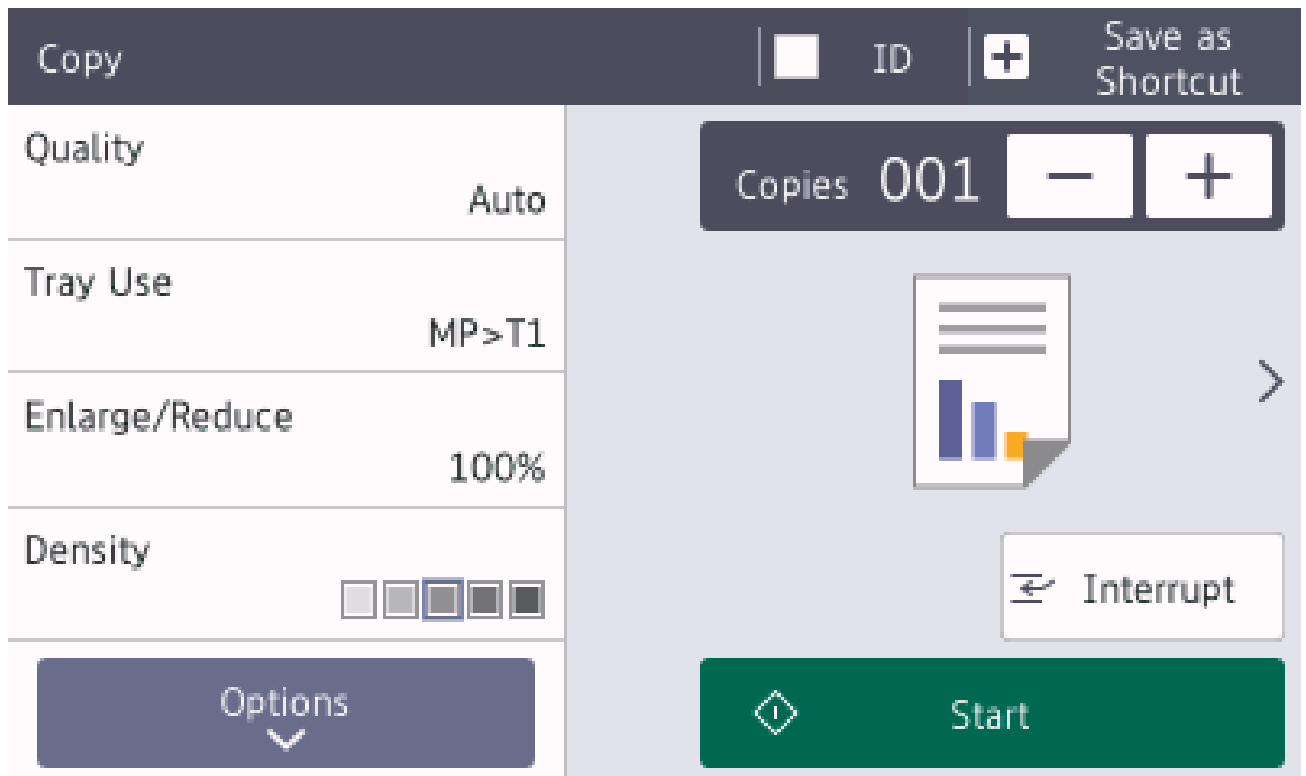 Copy
ID
Save as
Shortcut
Quality
Auto
Tray Use
MP>T1
Enlarge/Reduce
100%
Density
Options
Copies 001
Interrupt
Start